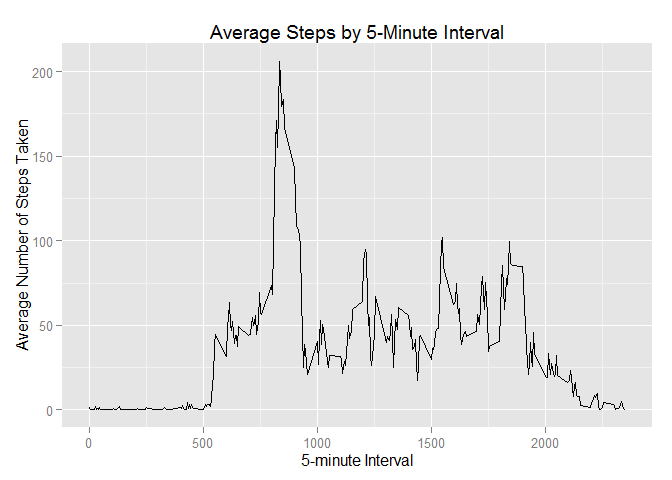 Average Steps by 5-Minute Interval
Average Number of Steps Taken
200
150
100
50
0
0 500 1000 1500 2000
5-minute Interval